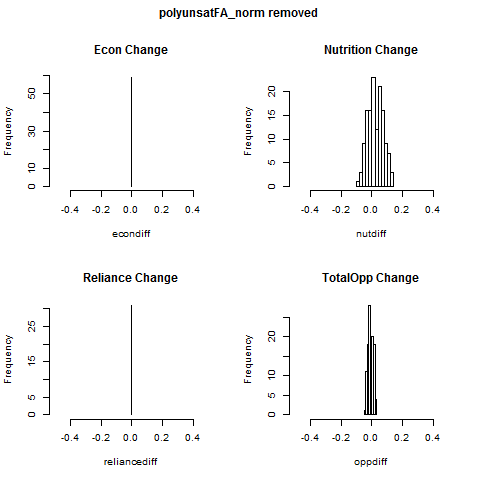 polyunsatFA_norm removed
Econ Change
Frequency
50
30
10
0
-0.4 -0.2 0.0 0.2 0.4
econdiff
Nutrition Change
Frequency
20
15
10
5
0
-0.4 -0.2 0.0 0.2 0.4
nutdiff
Reliance Change
Frequency
25
15
5
0
-0.4 -0.2 0.0 0.2 0.4
reliancediff
TotalOpp Change
Frequency
20
10
5
0
-0.4 -0.2 0.0 0.2 0.4
oppdiff